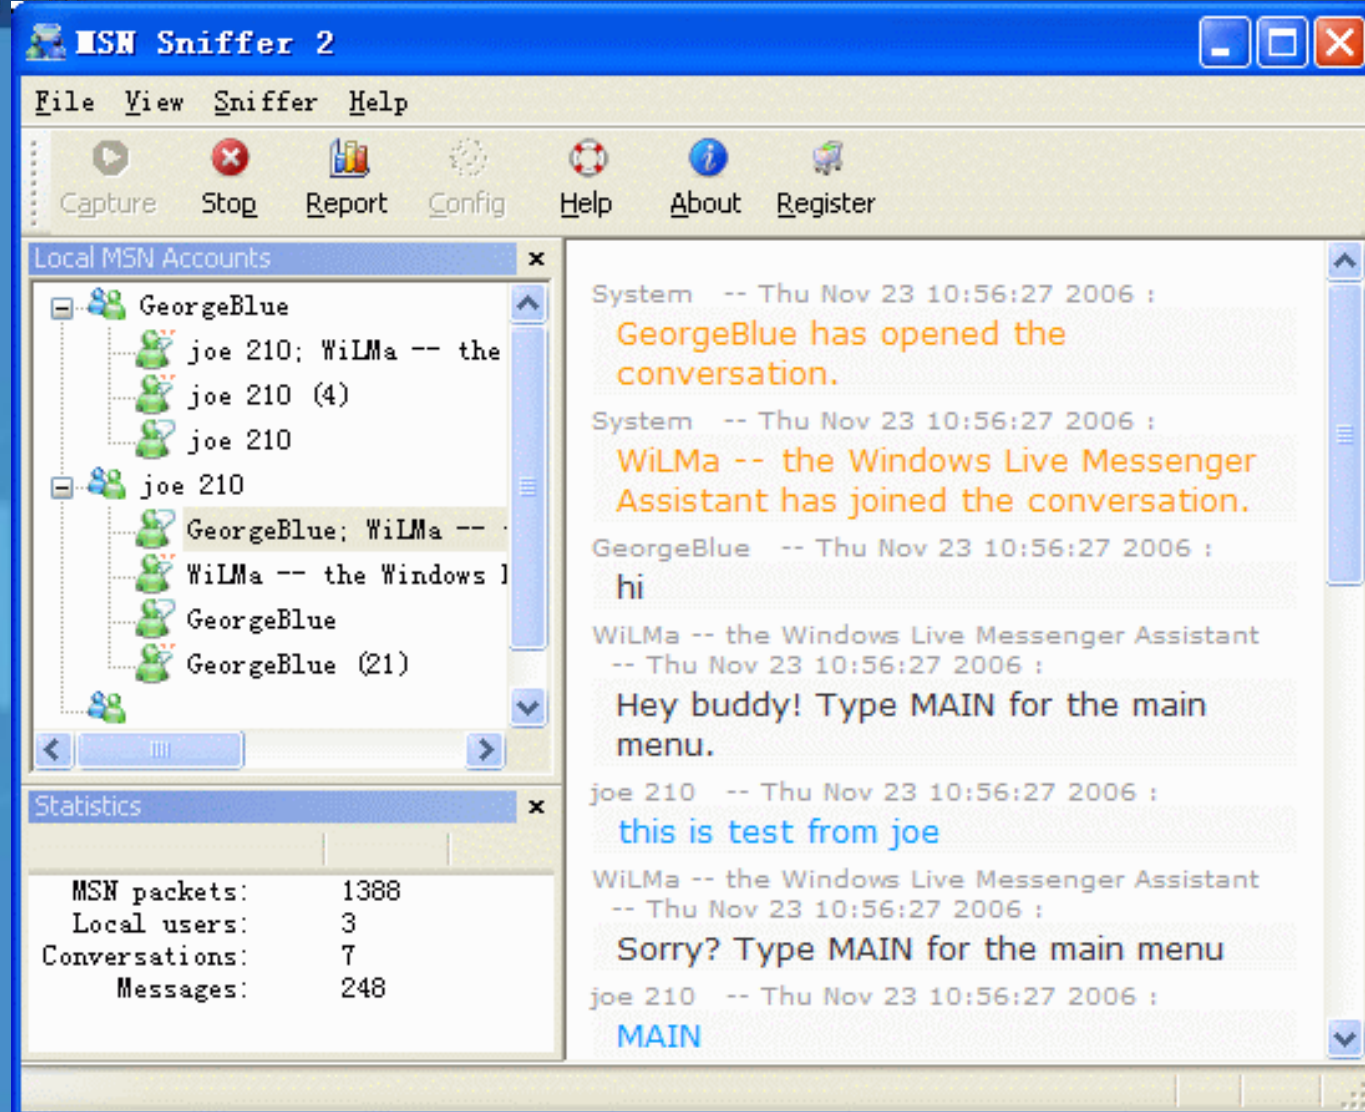 MSN Sniffer 2
File View Sniffer Help
Capture Stop Report Config Help About Register
Local MSN Accounts
GeorgeBlue
joe 210; WiLMa -- the
joe 210 (4)
joe 210
joe 210
GeorgeBlue; WiLMa --
WiLMa -- the Windows
GeorgeBlue
GeorgeBlue (21)
Statistics
MSN packets: 1388
Local users: 3
Conversations: 7
Messages: 248
System -- Thu Nov 23 10:56:27 2006 :
GeorgeBlue has opened the
conversation.
System -- Thu Nov 23 10:56:27 2006 :
WiLMa -- the Windows Live Messenger
Assistant has joined the conversation.
GeorgeBlue -- Thu Nov 23 10:56:27 2006 :
hi
WiLMa -- the Windows Live Messenger Assistant
-- Thu Nov 23 10:56:27 2006 :
Hey buddy! Type MAIN for the main
menu.
joe 210 -- Thu Nov 23 10:56:27 2006 :
this is test from joe
WiLMa -- the Windows Live Messenger Assistant
-- Thu Nov 23 10:56:27 2006 :
Sorry? Type MAIN for the main menu
joe 210 -- Thu Nov 23 10:56:27 2006 :
MAIN